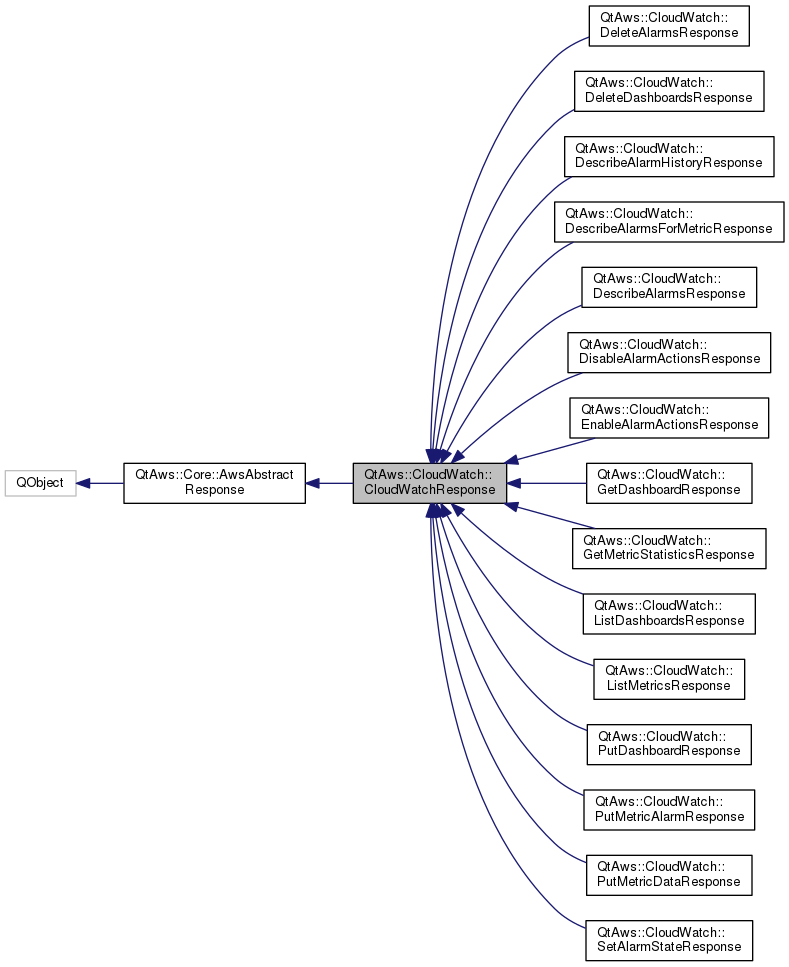 QtAws::CloudWatch::
DeleteAlarmsResponse
QtAws::CloudWatch::
DeleteDashboardsResponse
QtAws::CloudWatch::
DescribeAlarmHistoryResponse
QtAws::CloudWatch::
DescribeAlarmsForMetricResponse
QtAws::CloudWatch::
DescribeAlarmsResponse
QtAws::CloudWatch::
DisableAlarmActionsResponse
QtAws::CloudWatch::
EnableAlarmActionsResponse
QObject
QtAws::Core::AwsAbstract
Response
QtAws::CloudWatch::
CloudWatchResponse
QtAws::CloudWatch::
GetDashboardResponse
QtAws::CloudWatch::
GetMetricStatisticsResponse
QtAws::CloudWatch::
ListDashboardsResponse
QtAws::CloudWatch::
ListMetricsResponse
QtAws::CloudWatch::
PutDashboardResponse
QtAws::CloudWatch::
PutMetricAlarmResponse
QtAws::CloudWatch::
PutMetricDataResponse
QtAws::CloudWatch::
SetAlarmStateResponse